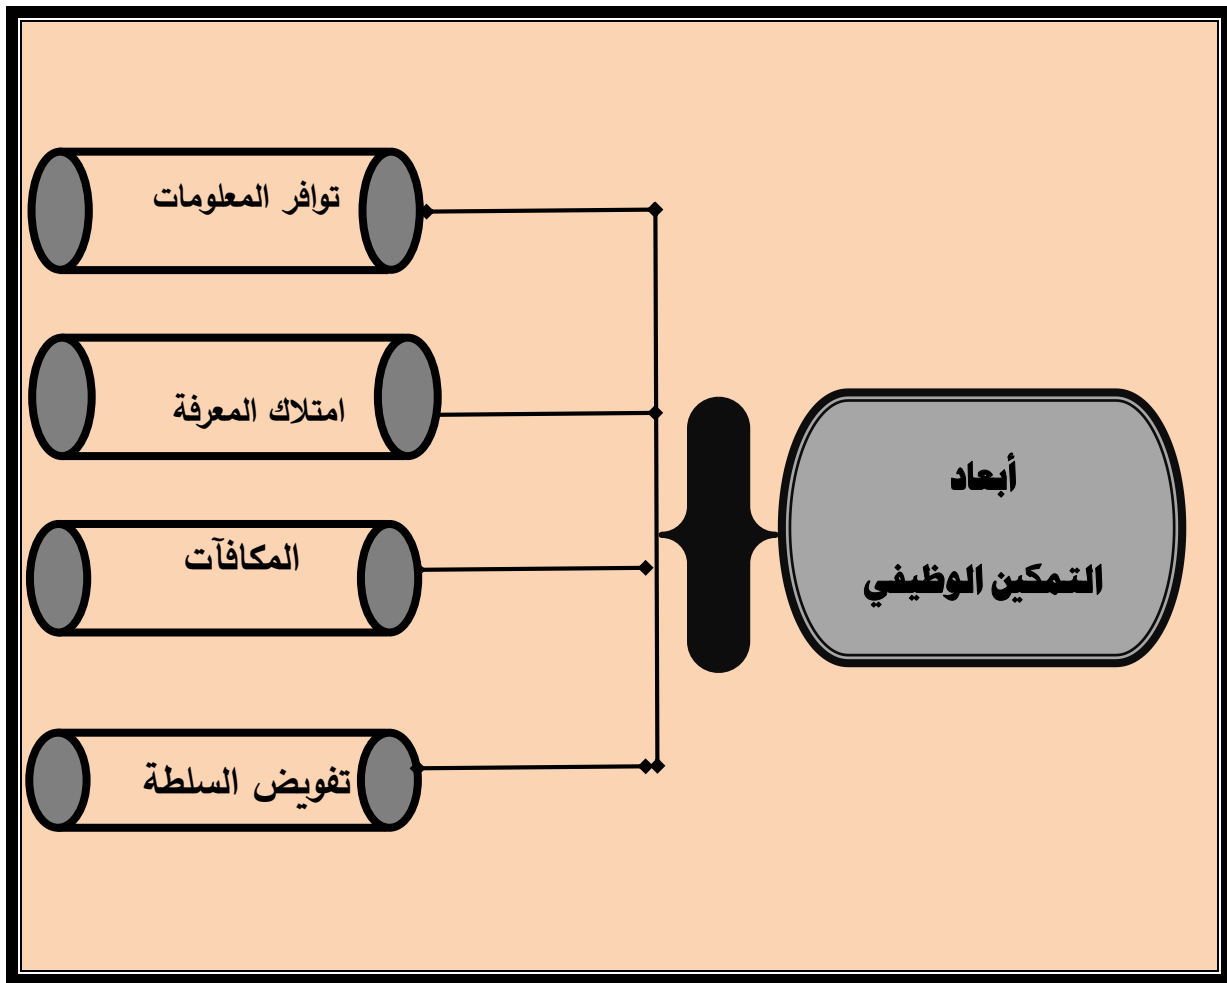 أبعاد
التمكين الوظيفي
توافر المعلومات
امتلاك المعرفة
المكافآت
تفويض السلطة